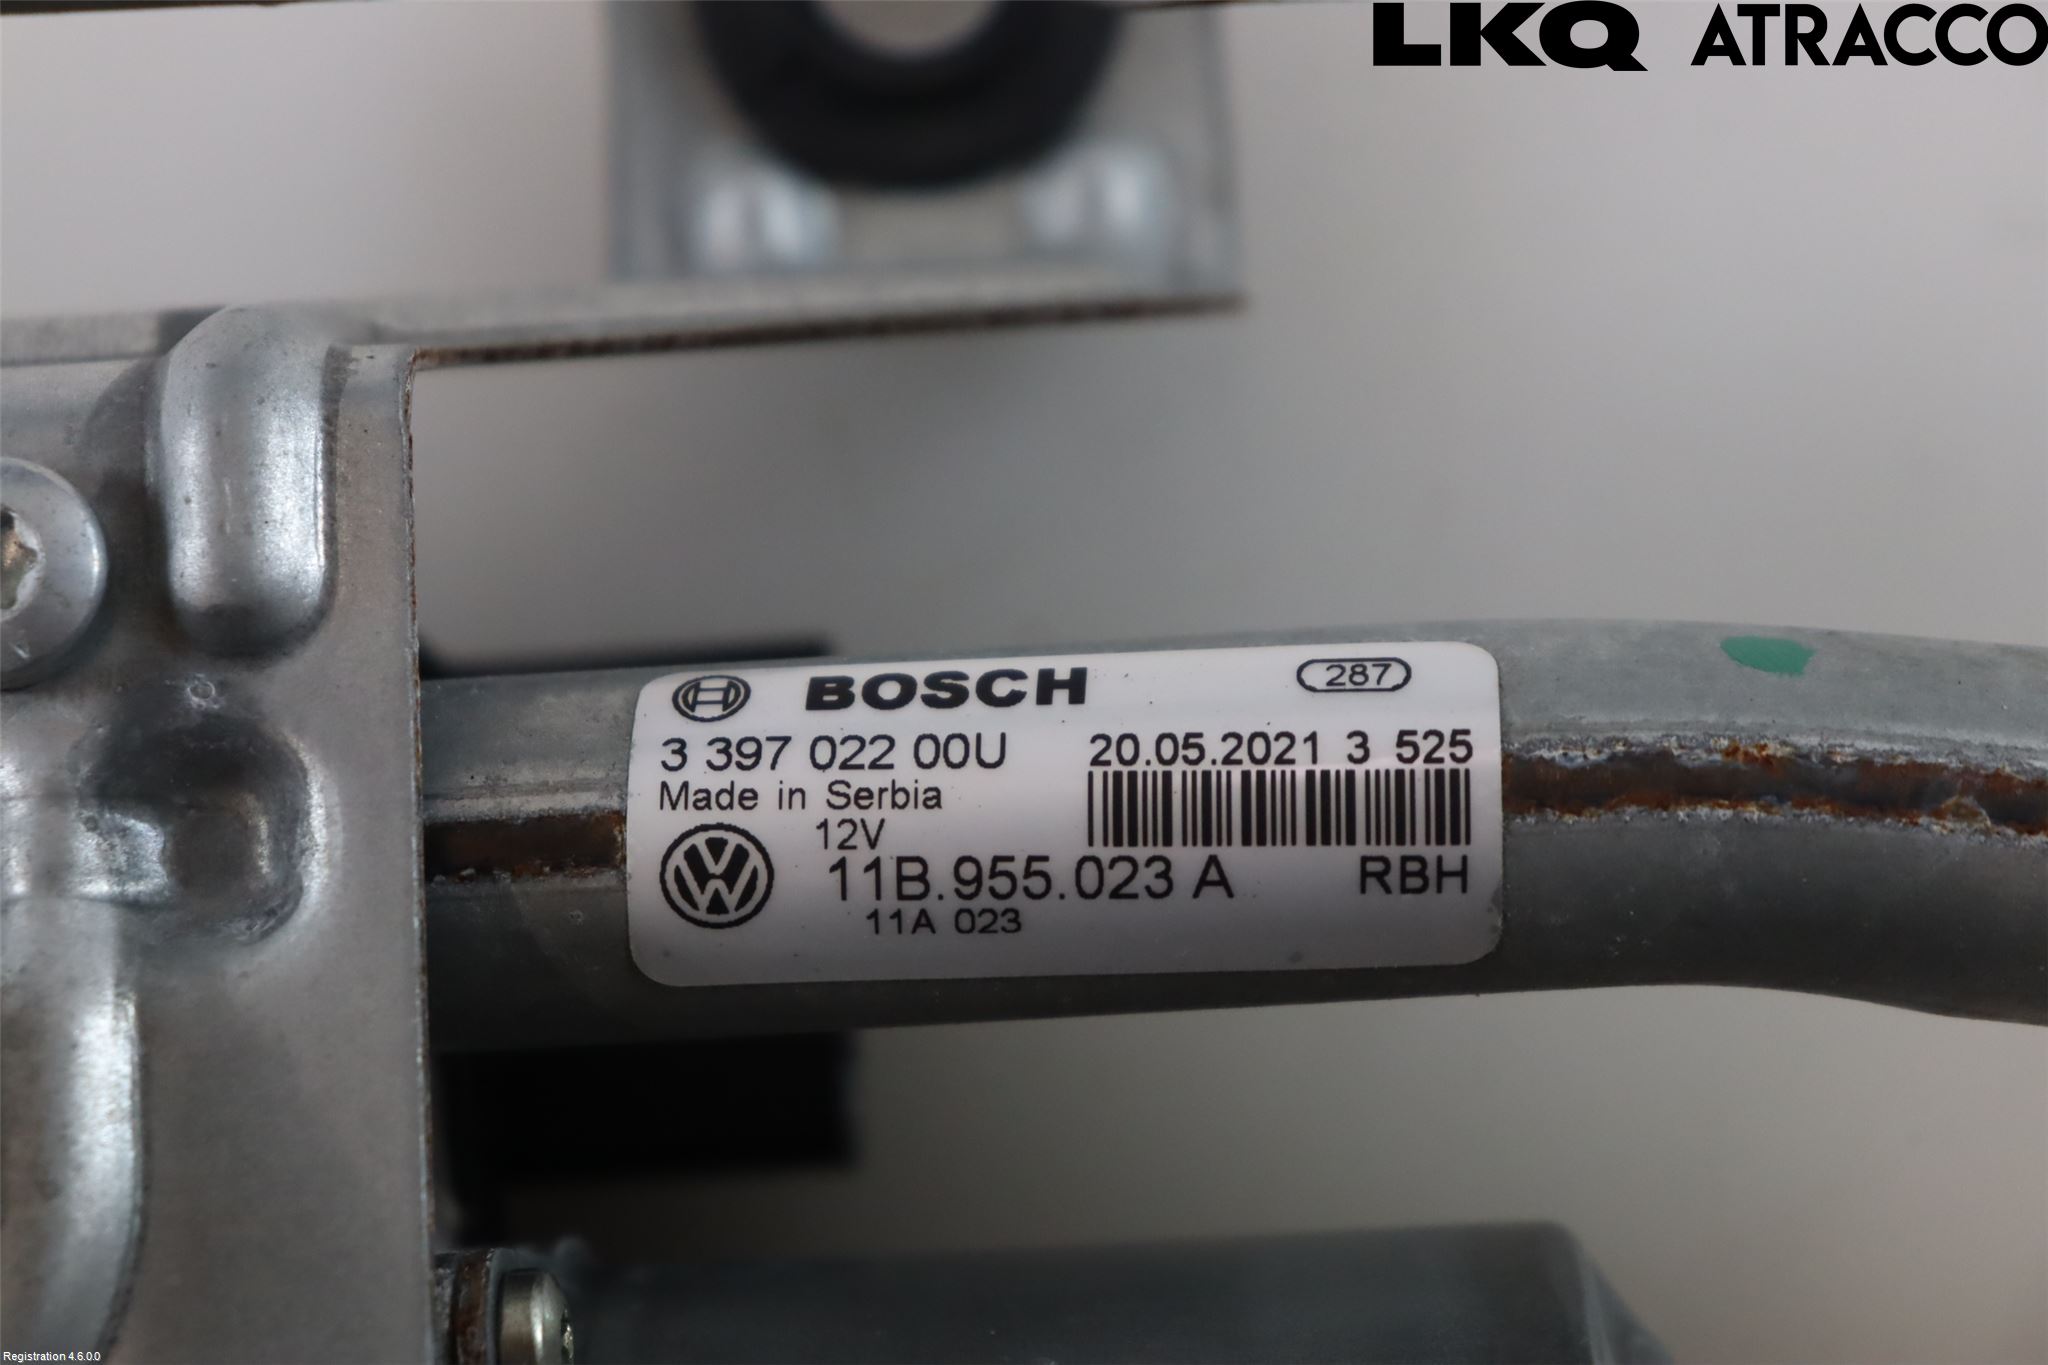 LKQ ATRACCO
BOSCH 287
3 397 022 00U 20.05.2021 3 525
Made in Serbia
12V
11B.955.023 A RBH
11A 023
Registration 4.6.0.0